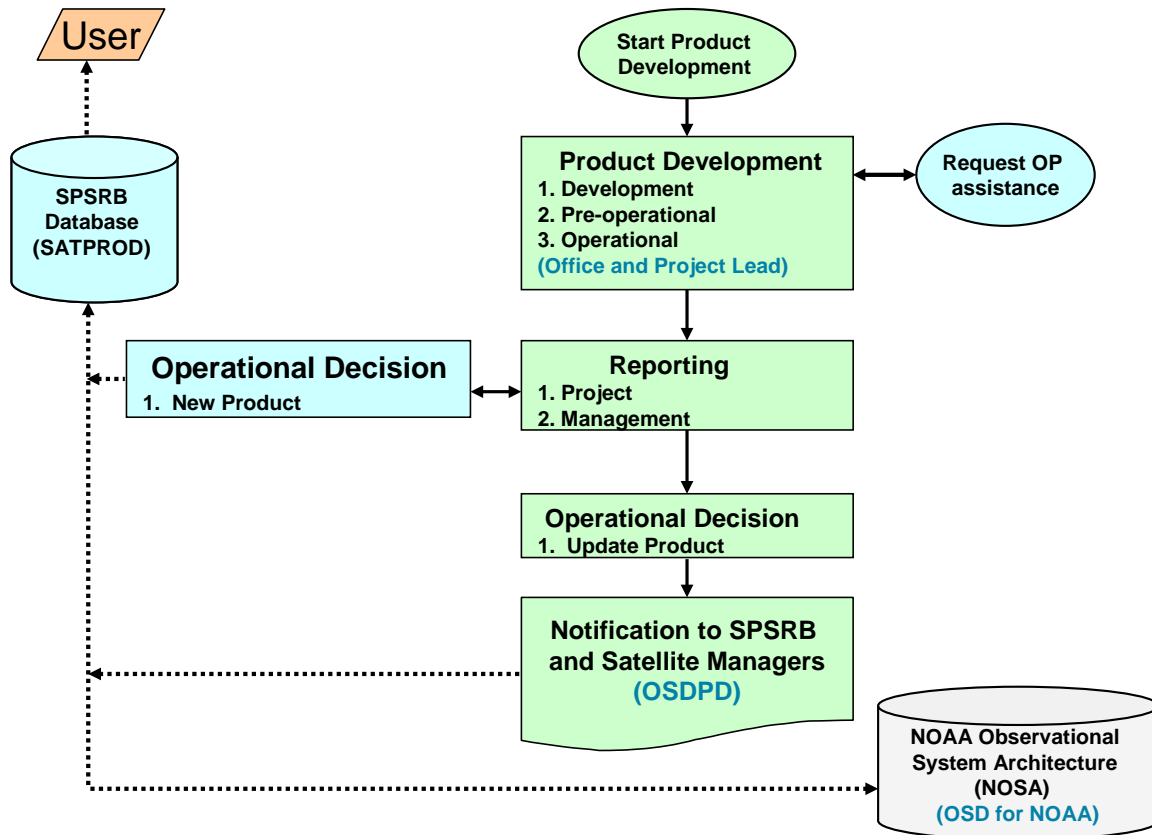 User
Start Product
Development
SPSRB
Database
(SATPROD)
Product Development
1. Development
2. Pre-operational
3. Operational
(Office and Project Lead)
Request OP
assistance
Operational Decision
1. New Product
Reporting
1. Project
2. Management
Operational Decision
1. Update Product
Notification to SPSRB
and Satellite Managers
(OSDPD)
NOAA Observational
System Architecture
(NOSA)
(OSD for NOAA)